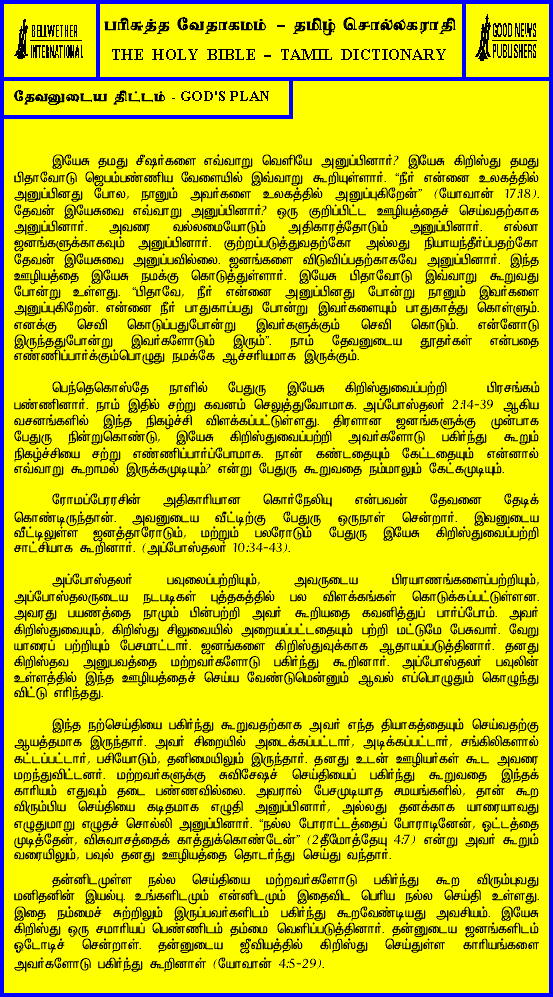 BELLWETHER
INTERNATIONAL
பரிசுத்த வேதாகமம் – தமிழ் சொல்லகராதி
THE HOLY BIBLE – TAMIL DICTIONARY
GOOD NEWS
PUBLISHERS
தேவனுடைய திட்டம் - GOD'S PLAN
இயேசு தமது சீஷர்களை எவ்வாறு வெளியே அனுப்பினார்? இயேசு கிறிஸ்து தமது
பிதாவோடு ஜெபம்பண்ணிய வேளையில் இவ்வாறு கூறியுள்ளார். “நீர் என்னை உலகத்தில்
அனுப்பினது போல, நானும் அவர்களை உலகத்தில் அனுப்புகிறேன்” (யோவான் 17:18).
தேவன் இயேசுவை எவ்வாறு அனுப்பினார்? ஒரு குறிப்பிட்ட ஊழியத்தைச் செய்வதற்காக
அனுப்பினார். அவரை வல்லமையோடும் அதிகாரத்தோடும் அனுப்பினார். எல்லா
ஜனங்களுக்காகவும் அனுப்பினார். குற்றப்படுத்துவதற்கோ அல்லது நியாயந்தீர்ப்பதற்கோ
தேவன் இயேசுவை அனுப்பவில்லை. ஜனங்களை விடுவிப்பதற்காகவே அனுப்பினார். இந்த
ஊழியத்தை இயேசு நமக்கு கொடுத்துள்ளார். இயேசு பிதாவோடு இவ்வாறு கூறுவது
போன்று உள்ளது. “பிதாவே, நீர் என்னை அனுப்பினது போன்று நானும் இவர்களை
அனுப்புகிறேன். என்னை நீர் பாதுகாப்பது போன்று இவர்களையும் பாதுகாத்து கொள்ளும்.
எனக்கு செவி கொடுப்பதுபோன்று இவர்களுக்கும் செவி கொடும். என்னோடு
இருந்ததுபோன்று இவர்களோடும் இரும்”. நாம் தேவனுடைய தூதர்கள் என்பதை
எண்ணிப்பார்க்கும்பொழுது நமக்கே ஆச்சரியமாக இருக்கும்.
பெந்தெகொஸ்தே நாளில் பேதுரு இயேசு கிறிஸ்துவைப்பற்றி பிரசங்கம்
பண்ணினார். நாம் இதில் சற்று கவனம் செலுத்துவோமாக. அப்போஸ்தலர் 2:14-39 ஆகிய
வசனங்களில் இந்த நிகழ்ச்சி விளக்கப்பட்டுள்ளது. திரளான ஜனங்களுக்கு முன்பாக
பேதுரு நின்றுகொண்டு, இயேசு கிறிஸ்துவைப்பற்றி அவர்களோடு பகிர்ந்து கூறும்
நிகழ்ச்சியை சற்று எண்ணிப்பார்ப்போமாக. நான் கண்டதையும் கேட்டதையும் என்னால்
எவ்வாறு கூறாமல் இருக்கமுடியும்? என்று பேதுரு கூறுவதை நம்மாலும் கேட்கமுடியும்.
ரோமப்பேரரசின் அதிகாரியான கொர்நேலியு என்பவன் தேவனை தேடிக்
கொண்டிருந்தான். அவனுடைய வீட்டிற்கு பேதுரு ஒருநாள் சென்றார். இவனுடைய
வீட்டிலுள்ள ஜனத்தாரோடும், மற்றும் பலரோடும் பேதுரு இயேசு கிறிஸ்துவைப்பற்றி
சாட்சியாக கூறினார். (அப்போஸ்தலர் 10:34-43).
அப்போஸ்தலர் பவுலைப்பற்றியும், அவருடைய பிரயாணங்களைப்பற்றியும்,
அப்போஸ்தலருடைய நடபடிகள் புத்தகத்தில் பல விளக்கங்கள் கொடுக்கப்பட்டுள்ளன.
அவரது பயணத்தை நாமும் பின்பற்றி அவர் கூறியதை கவனித்துப் பார்ப்போம். அவர்
கிறிஸ்துவையும், கிறிஸ்து சிலுவையில் அறையப்பட்டதையும் பற்றி மட்டுமே பேசுவார். வேறு
யாரைப் பற்றியும் பேசமாட்டார். ஜனங்களை கிறிஸ்துவுக்காக ஆதாயப்படுத்தினார். தனது
கிறிஸ்தவ அனுபவத்தை மற்றவர்களோடு பகிர்ந்து கூறினார். அப்போஸ்தலர் பவுலின்
உள்ளத்தில் இந்த ஊழியத்தைச் செய்ய வேண்டுமென்னும் ஆவல் எப்பொழுதும் கொழுந்து
விட்டு எரிந்தது.
இந்த நற்செய்தியை பகிர்ந்து கூறுவதற்காக அவர் எந்த தியாகத்தையும் செய்வதற்கு
ஆயத்தமாக இருந்தார். அவர் சிறையில் அடைக்கப்பட்டார், அடிக்கப்பட்டார், சங்கிலிகளால்
கட்டப்பட்டார், பசியோடும், தனிமையிலும் இருந்தார். தனது உடன் ஊழியர்கள் கூட அவரை
மறந்துவிட்டனர். மற்றவர்களுக்கு சுவிசேஷச் செய்தியைப் பகிர்ந்து கூறுவதை இந்தக்
காரியம் எதுவும் தடை பண்ணவில்லை. அவரால் பேசமுடியாத சமயங்களில், தான் கூற
விரும்பிய செய்தியை கடிதமாக எழுதி அனுப்பினார், அல்லது தனக்காக யாரையாவது
எழுதுமாறு எழுதச் சொல்லி அனுப்பினார். “நல்ல போராட்டத்தைப் போராடினேன், ஓட்டத்தை
முடித்தேன், விசுவாசத்தைக் காத்துக்கொண்டேன்” (2தீமோத்தேயு 4:7) என்று அவர் கூறும்
வரையிலும், பவுல் தனது ஊழியத்தை தொடர்ந்து செய்து வந்தார்.
தன்னிடமுள்ள நல்ல செய்தியை மற்றவர்களோடு பகிர்ந்து கூற விரும்புவது
மனிதனின் இயல்பு. உங்களிடமும் என்னிடமும் இதைவிட பெரிய நல்ல செய்தி உள்ளது.
இதை நம்மைச் சுற்றிலும் இருப்பவர்களிடம் பகிர்ந்து கூறவேண்டியது அவசியம். இயேசு
கிறிஸ்து ஒரு சமாரியப் பெண்ணிடம் தம்மை வெளிப்படுத்தினார். தன்னுடைய ஜனங்களிடம்
ஓடோடிச் சென்றாள். தன்னுடைய ஜீவியத்தில் கிறிஸ்து செய்துள்ள காரியங்களை
அவர்களோடு பகிர்ந்து கூறினாள் (யோவான் 4:5-29).